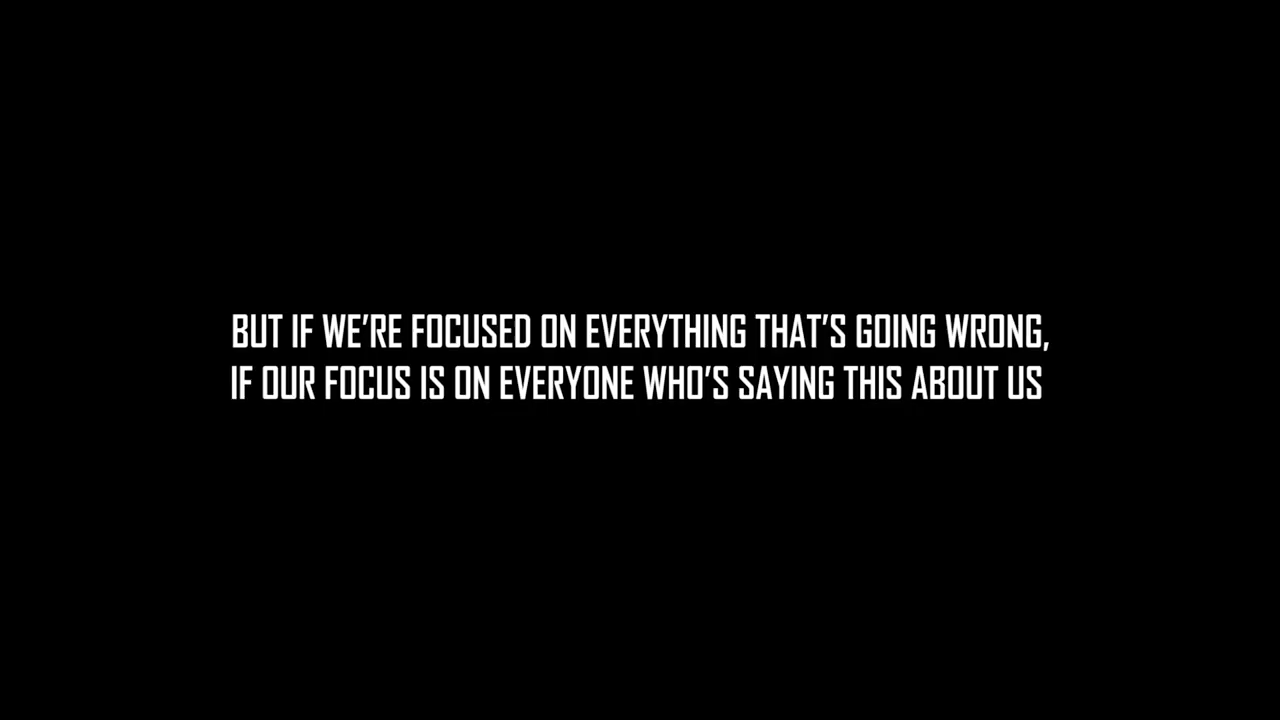 BUT IF WE’RE FOCUSED ON EVERYTHING THAT’S GOING WRONG,
IF OUR FOCUS IS ON EVERYONE WHO’S SAYING THIS ABOUT US